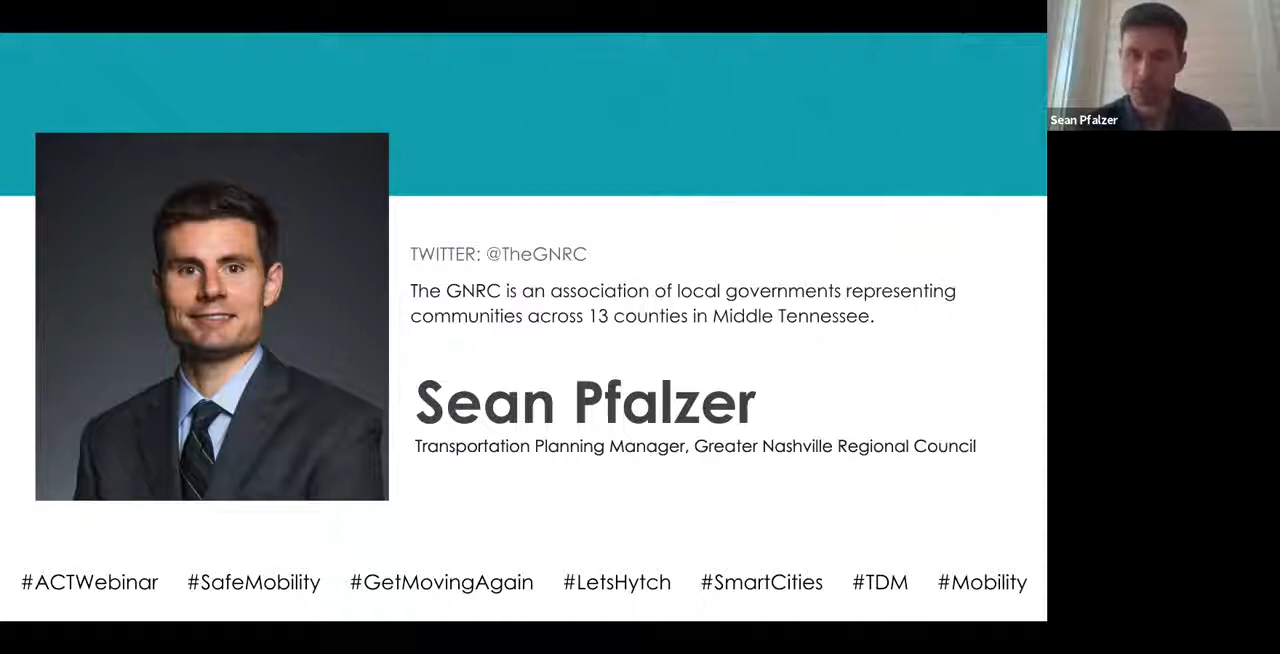 Sean Pfalzer
TWITTER: @TheGNRC
The GNRC is an association of local governments representing
communities across 13 counties in Middle Tennessee.
Sean Pfalzer
Transportation Planning Manager, Greater Nashville Regional Council
#ACTWebinar #SafeMobility #GetMovingAgain #LetsHytch #SmartCities #TDM #Mobility